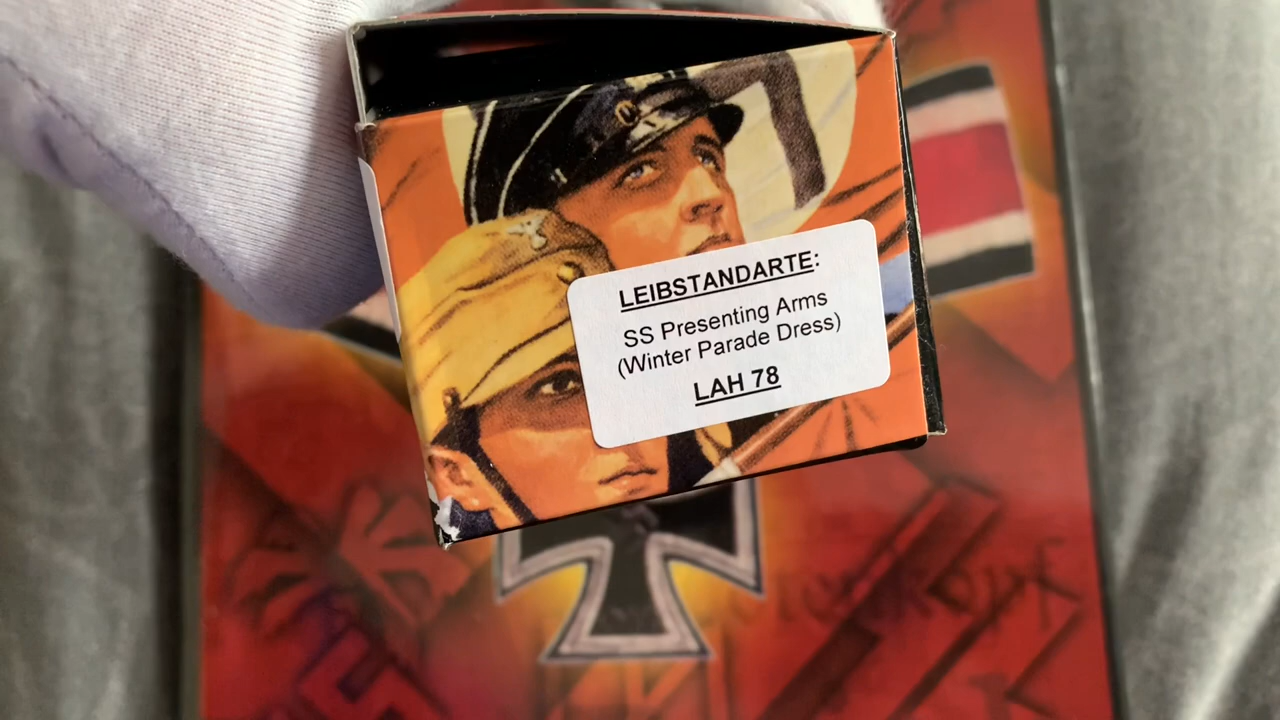 LEIBSTANDARTE:
SS Presenting Arms
(Winter Parade Dress)
LAH 78